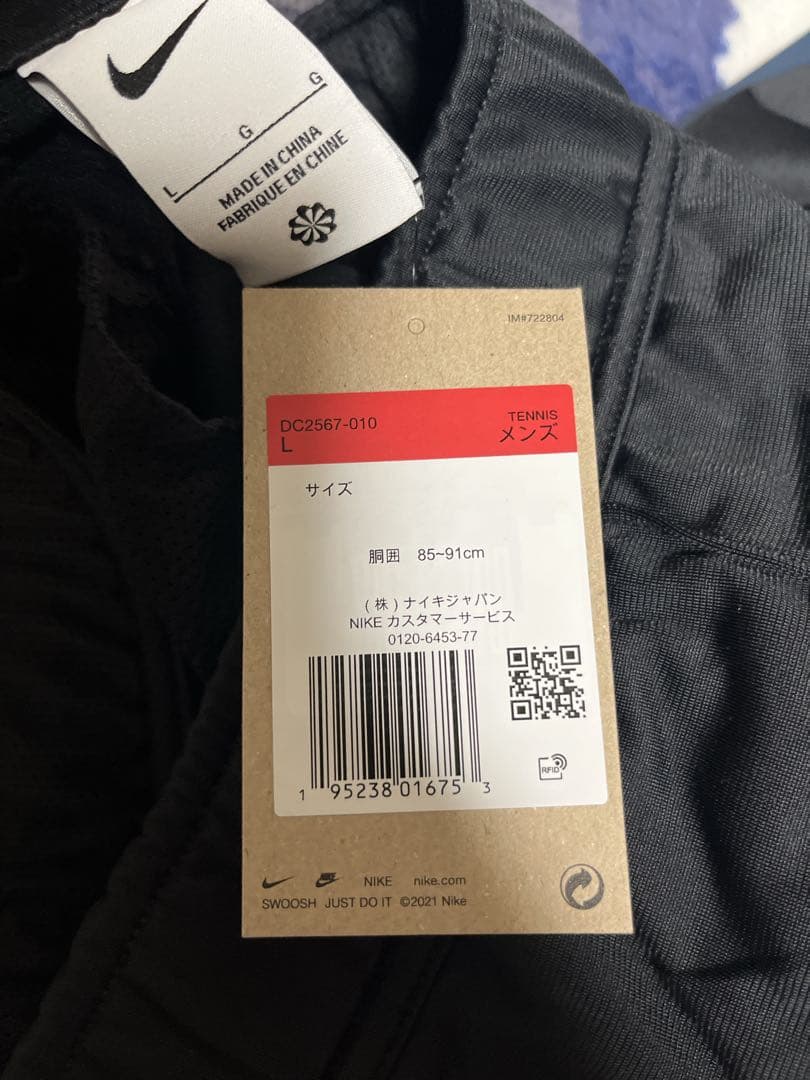 L G G
MADE IN CHINA
FABRIQUE EN CHINE
IM#722804
DC2567-010
L
TENNIS
メンズ
サイズ
胴囲 85~91cm
(株)ナイキジャパン
NIKE カスタマーサービス
0120-6453-77
RFID
1 95238 01675 3
NIKE nike.com
SWOOSH JUST DO IT ©2021 Nike